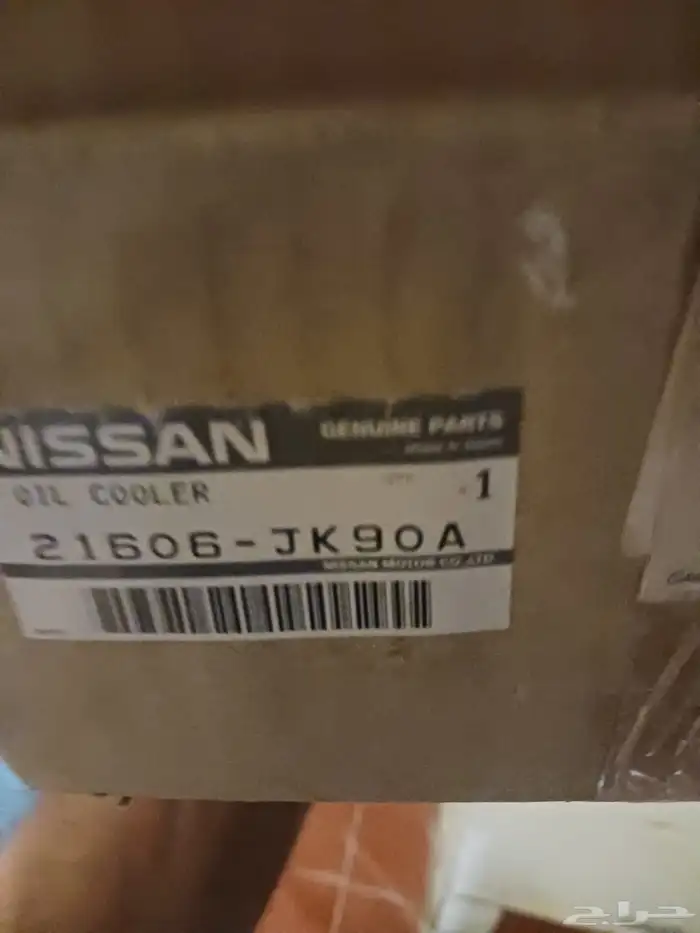 NISSAN
GENUINE PARTS
OIL COOLER
1
21606-JK90A
NISSAN MOTOR CO.,LTD
حراج